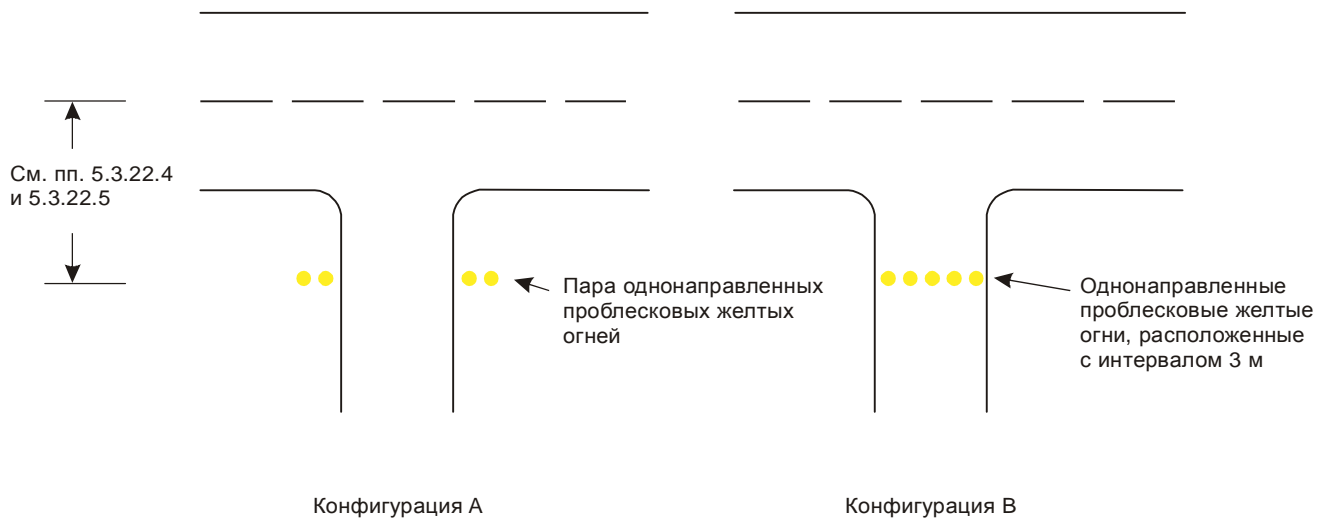 См. пп. 5.3.22.4
и 5.3.22.5
Пара однонаправленных
проблесковых желтых
огней
Однонаправленные
проблесковые желтые
огни, расположенные
с интервалом 3 м
Конфигурация А
Конфигурация В